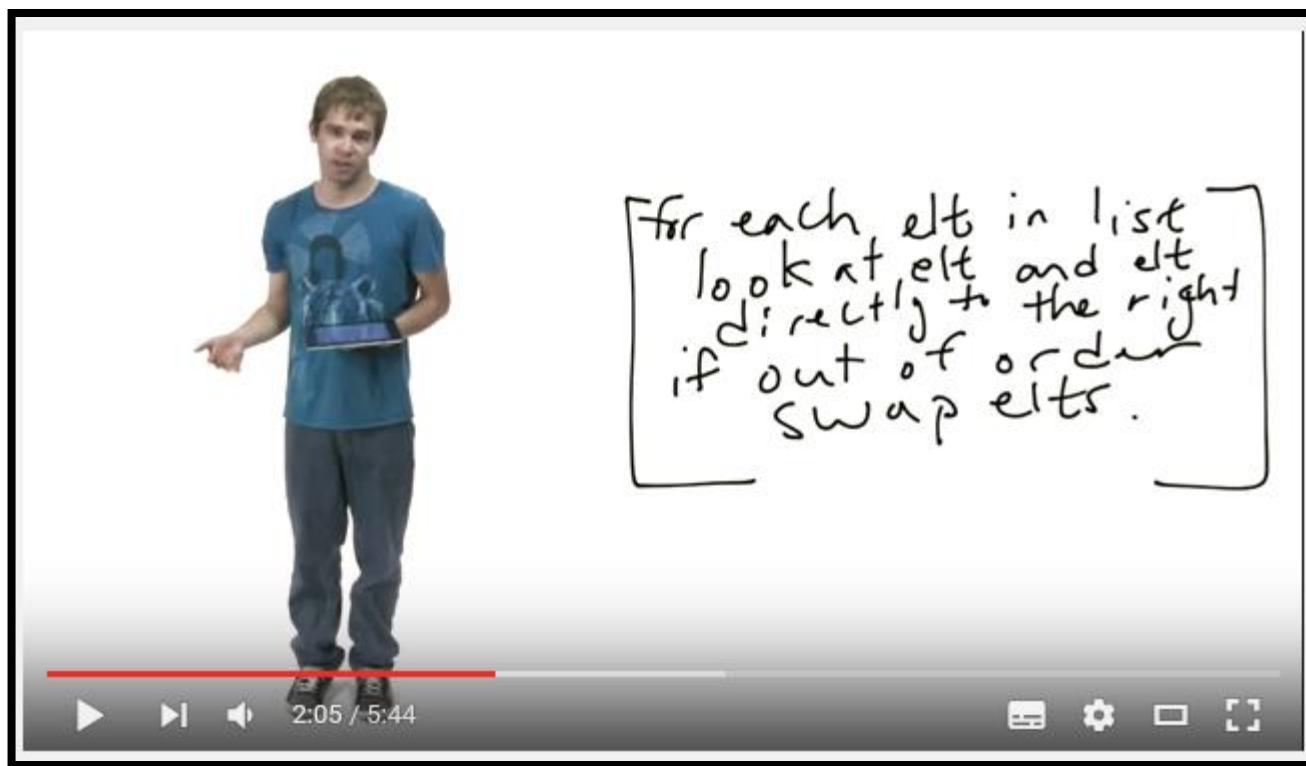 for each elt in list
look at elt and elt
directly to the right
if out of order
swap elts.
2:05 / 5:44